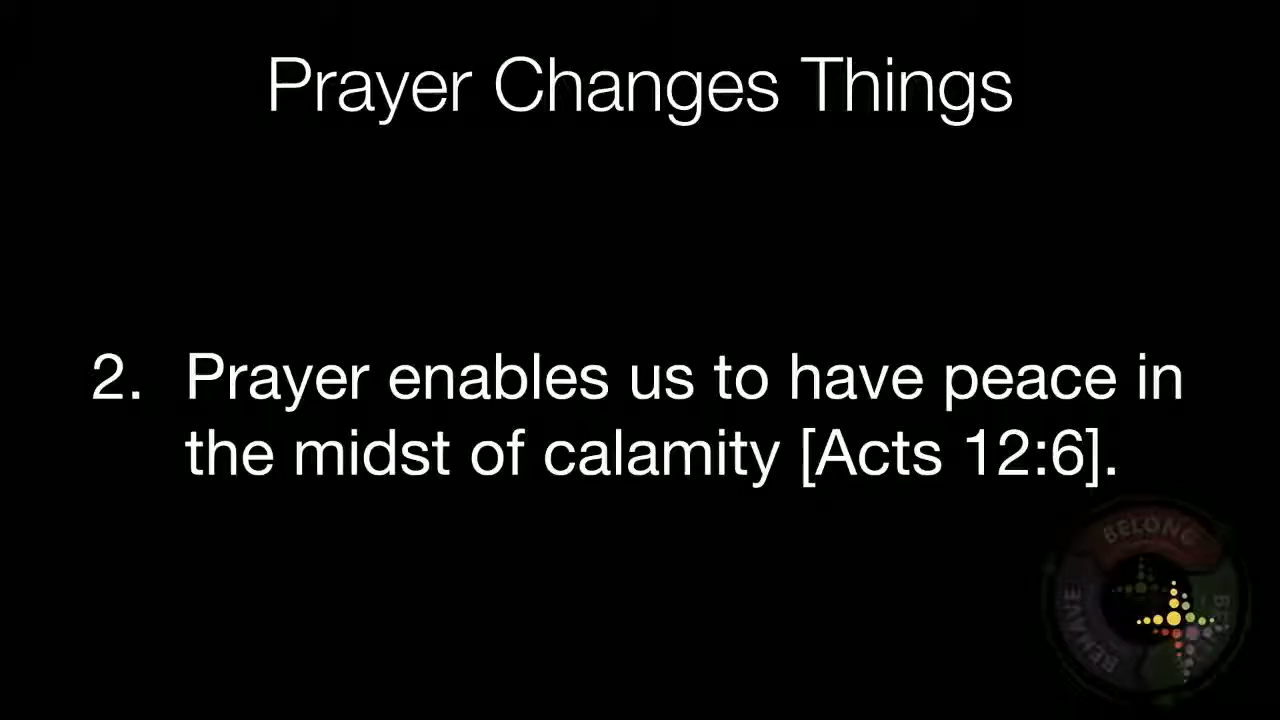 Prayer Changes Things
2. Prayer enables us to have peace in
the midst of calamity [Acts 12:6].
BELONG
BEHAVE